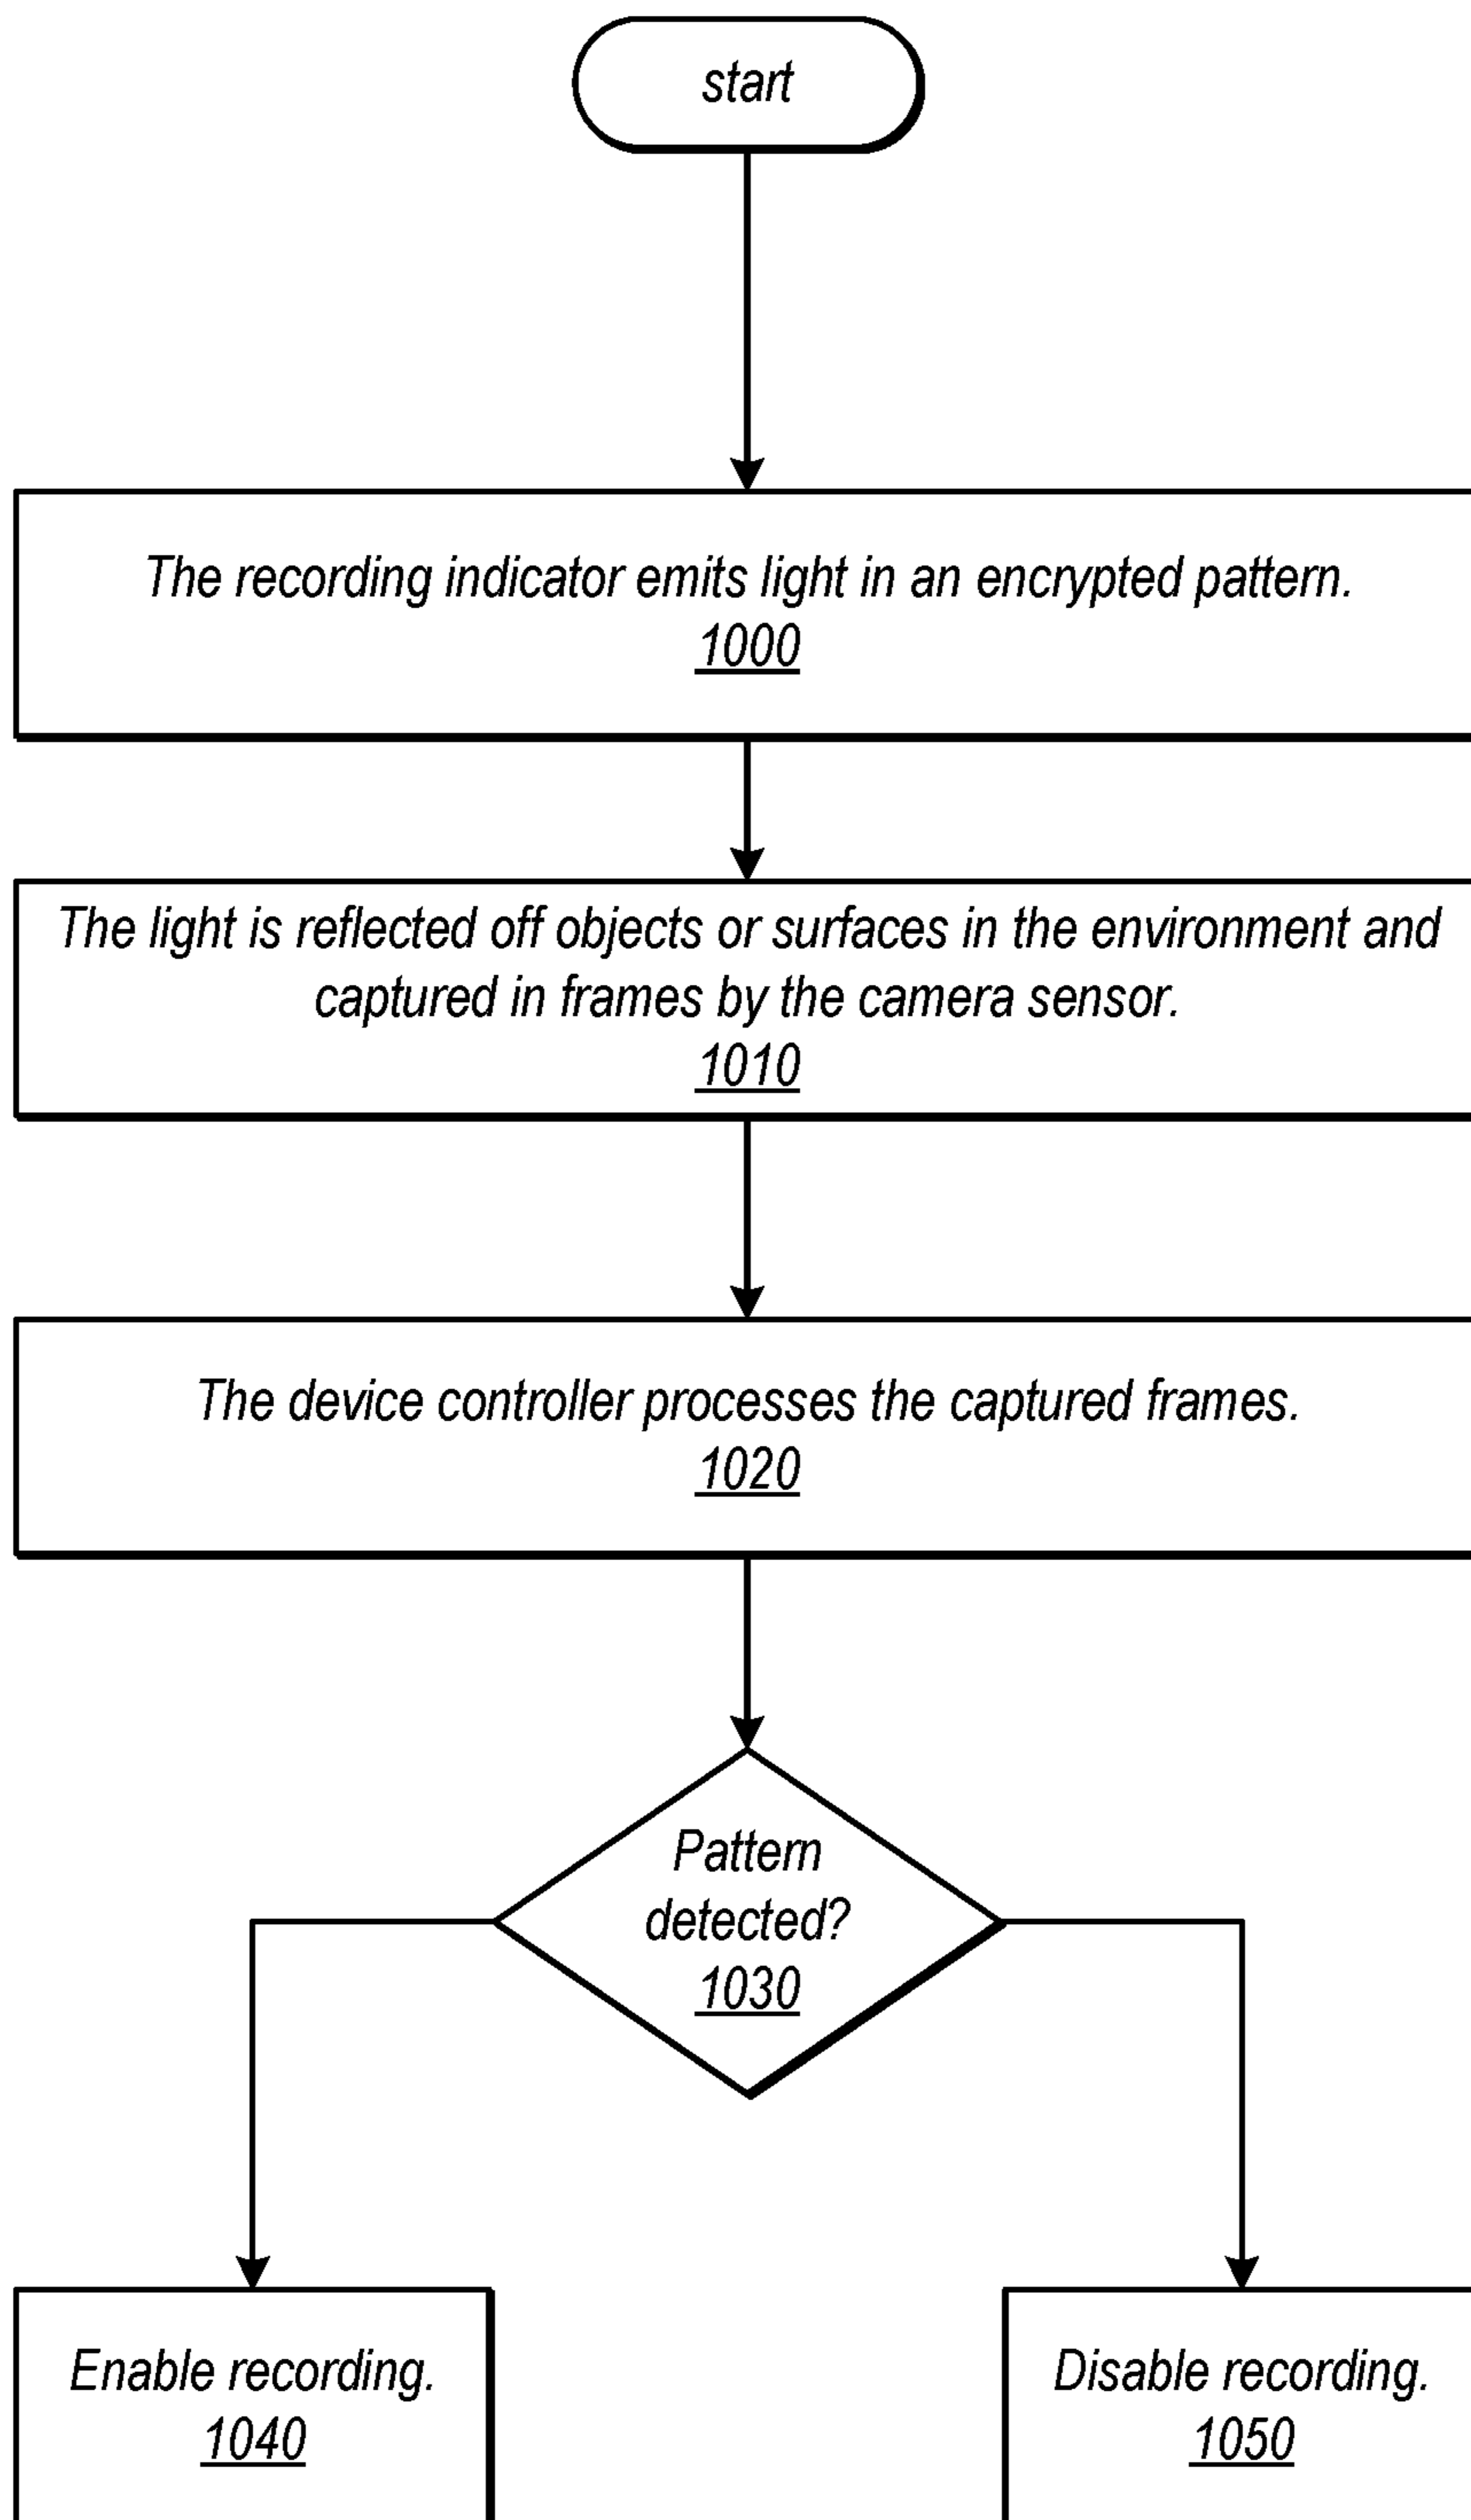 start
The recording indicator emits light in an encrypted pattern.
1000
The light is reflected off objects or surfaces in the environment and
captured in frames by the camera sensor.
1010
The device controller processes the captured frames.
1020
Pattern
detected?
1030
Enable recording.
1040
Disable recording.
1050